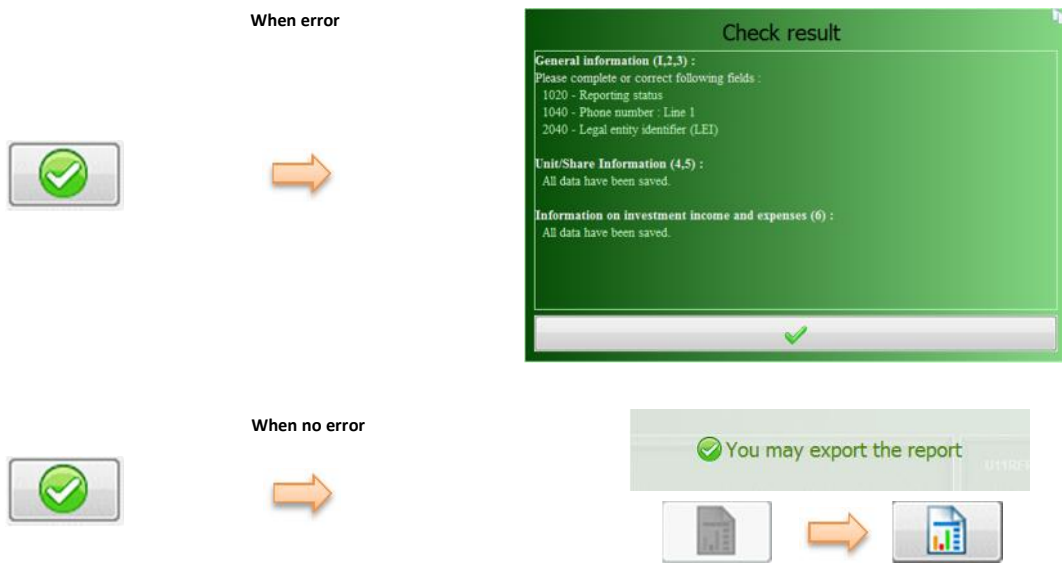 When error
Check result
General information (I,2,3) :
Please complete or correct following fields :
1020 - Reporting status
1040 - Phone number : Line 1
2040 - Legal entity identifier (LEI)
Unit/Share Information (4,5) :
All data have been saved.
Information on investment income and expenses (6) :
All data have been saved.
When no error
You may export the report